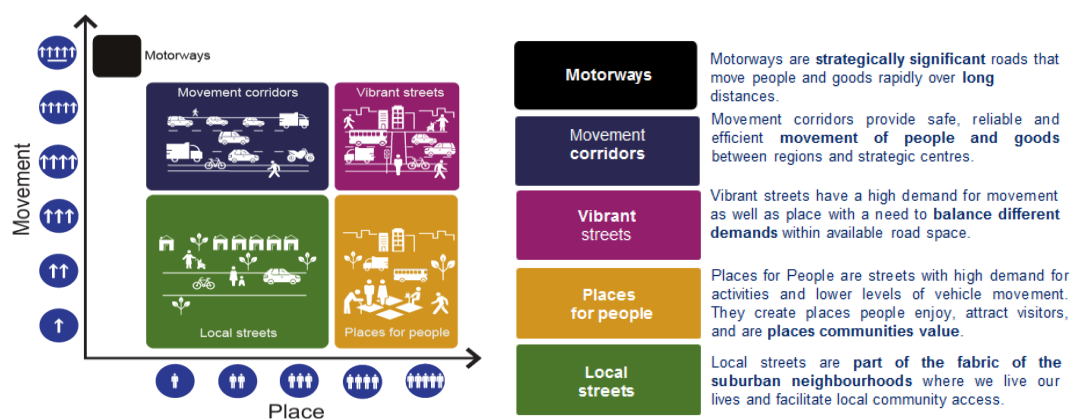 Motorways
Movement corridors
Vibrant streets
Local streets
Places for people
Movement
Place
Motorways
Motorways are strategically significant roads that
move people and goods rapidly over long
distances.
Movement
corridors
Movement corridors provide safe, reliable and
efficient movement of people and goods
between regions and strategic centres.
Vibrant
streets
Vibrant streets have a high demand for movement
as well as place with a need to balance different
demands within available road space.
Places
for people
Places for People are streets with high demand for
activities and lower levels of vehicle movement.
They create places people enjoy, attract visitors,
and are places communities value.
Local
streets
Local streets are part of the fabric of the
suburban neighbourhoods where we live our
lives and facilitate local community access.